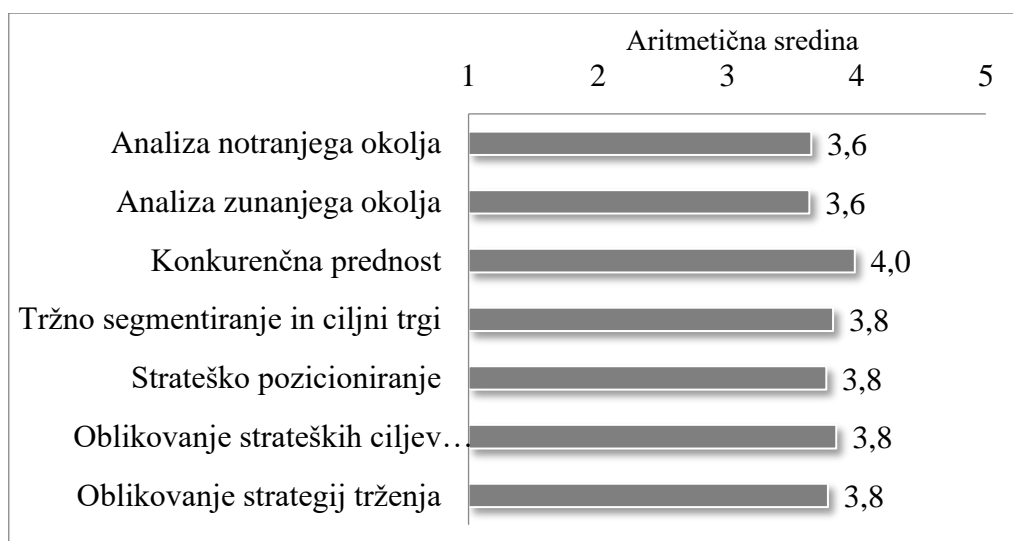 Aritmetična sredina
1 2 3 4 5
Analiza notranjega okolja 3,6
Analiza zunanjega okolja 3,6
Konkurenčna prednost 4,0
Tržno segmentiranje in ciljni trgi 3,8
Strateško pozicioniranje 3,8
Oblikovanje strateških ciljev… 3,8
Oblikovanje strategij trženja 3,8